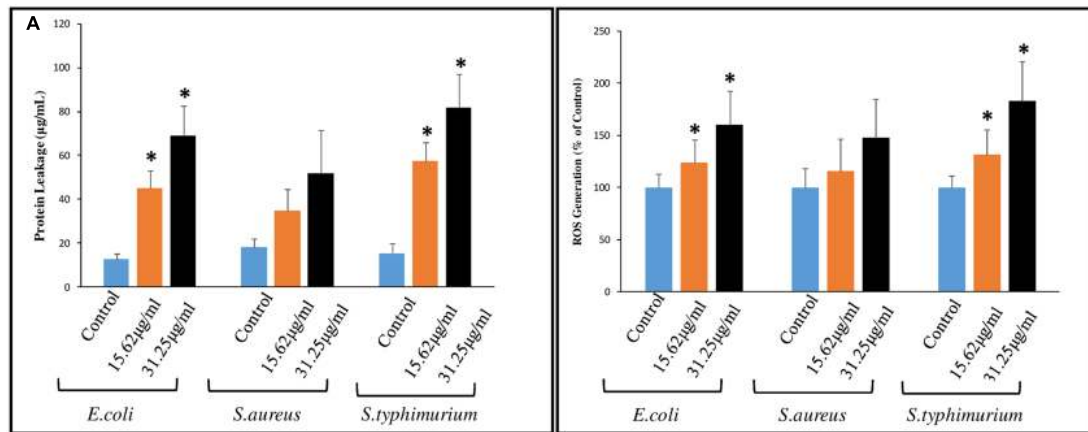 A
Protein Leakage (µg/mL)
120
100
80
60
40
20
0
*
*
*
*
Control
15.62µg/ml
31.25µg/ml
Control
15.62µg/ml
31.25µg/ml
Control
15.62µg/ml
31.25µg/ml
E.coli
S.aureus
S.typhimurium
ROS Generation (% of Control)
250
200
150
100
50
0
*
*
*
*
Control
15.62µg/ml
31.25µg/ml
Control
15.62µg/ml
31.25µg/ml
Control
15.62µg/ml
31.25µg/ml
E.coli
S.aureus
S.typhimurium